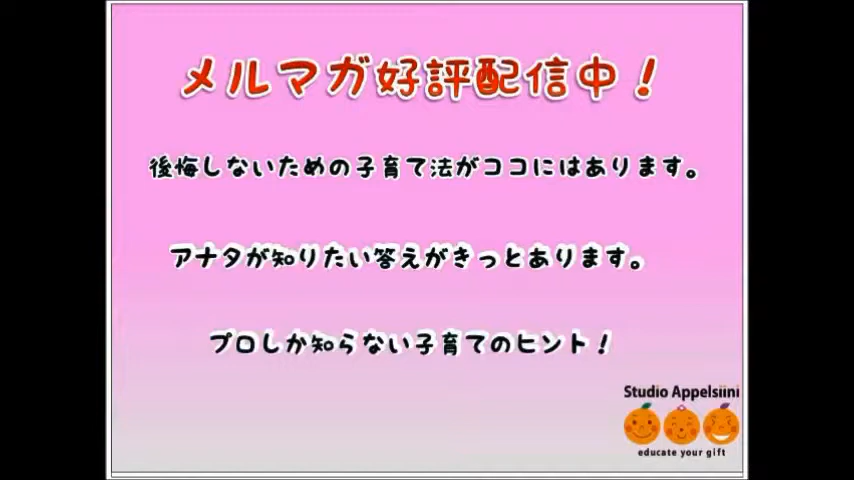 メルマガ好評配信中！
後悔しないための子育て法がココにはあります。
アナタが知りたい答えがきっとあります。
プロしか知らない子育てのヒント！
Studio Appelsiini
educate your gift